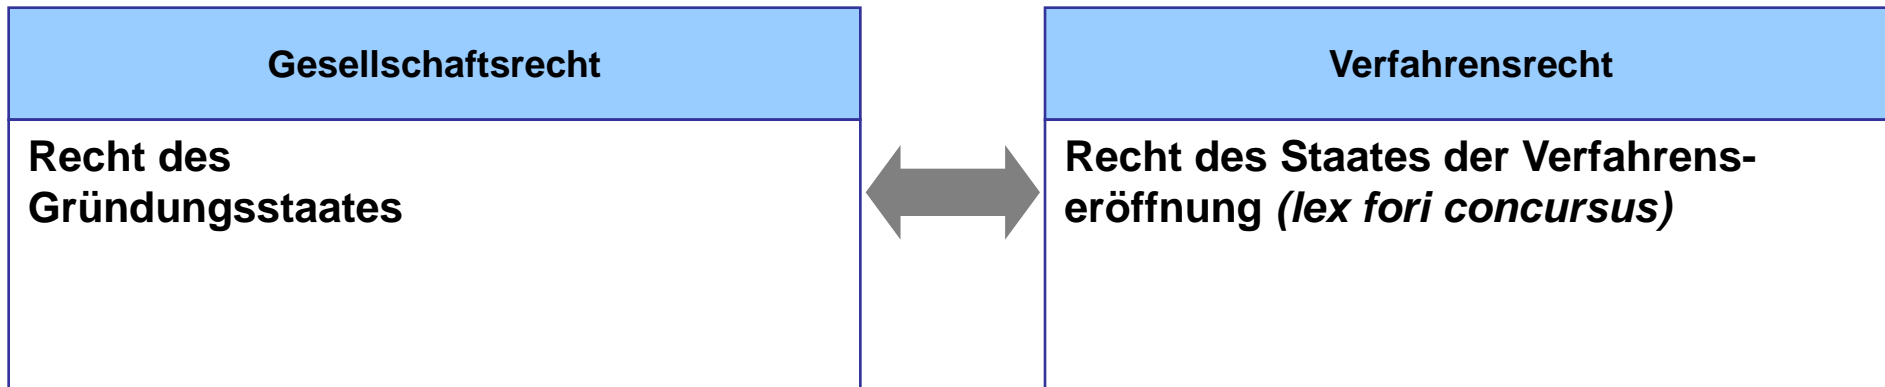 Gesellschaftsrecht
Recht des
Gründungsstaates
Verfahrensrecht
Recht des Staates der Verfahrens-
eröffnung (lex fori concursus)